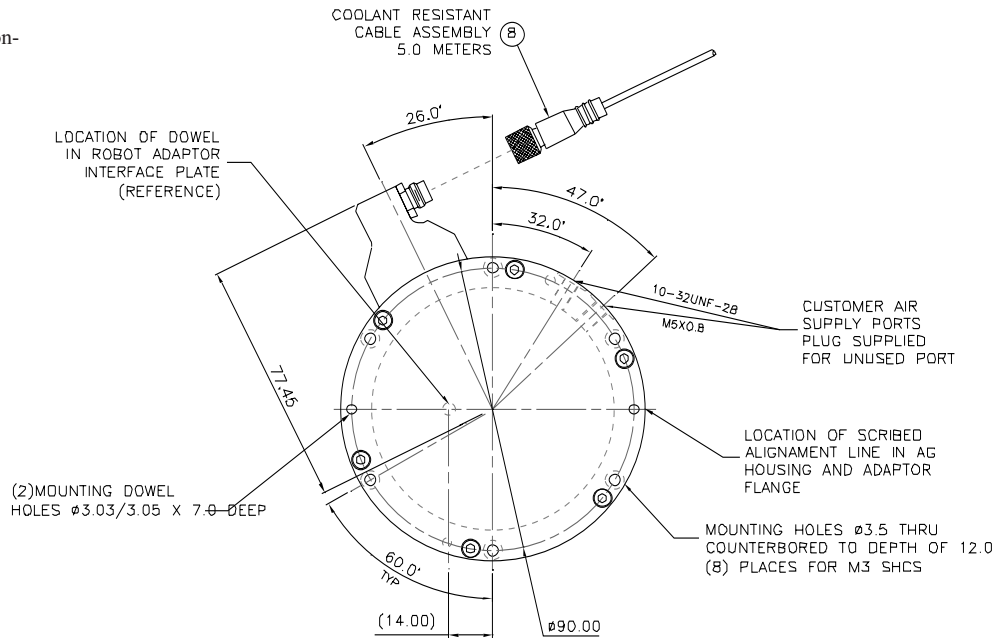 on-
COOLANT RESISTANT
CABLE ASSEMBLY
5.0 METERS
8
26.0'
LOCATION OF DOWEL
IN ROBOT ADAPTOR
INTERFACE PLATE
(REFERENCE)
47.0'
32.0'
10-32UNF-2B
M5X0.8
CUSTOMER AIR
SUPPLY PORTS
PLUG SUPPLIED
FOR UNUSED PORT
77.45
LOCATION OF SCRIBED
ALIGNAMENT LINE IN AG
HOUSING AND ADAPTOR
FLANGE
(2)MOUNTING DOWEL
HOLES ø3.03/3.05 X 7.0 DEEP
MOUNTING HOLES ø3.5 THRU
COUNTERBORED TO DEPTH OF 12.0
(8) PLACES FOR M3 SHCS
60.0'
TYP
(14.00)
ø90.00